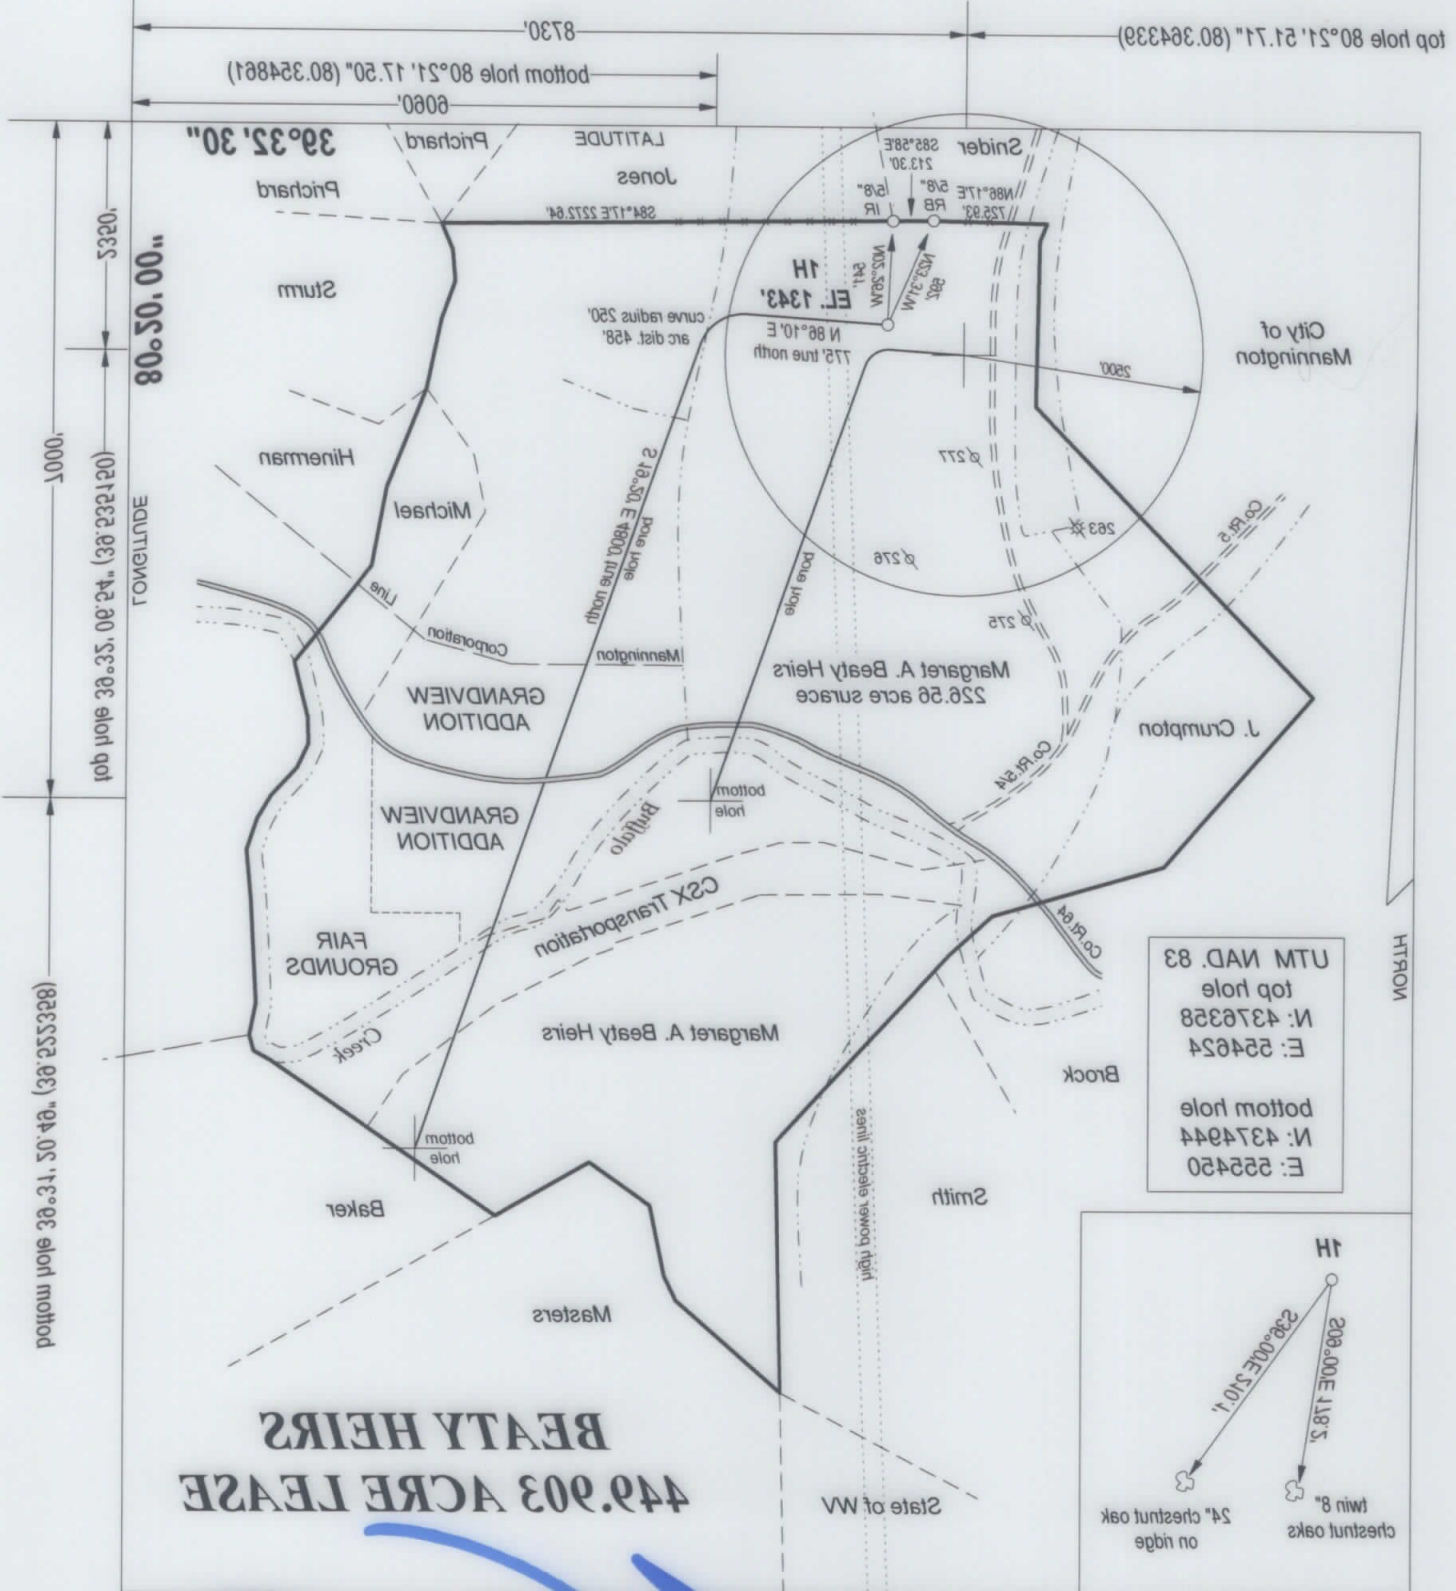 top hole 80°21' 51.71" (80.364339)
8730'
bottom hole 80°21' 17.50" (80.354861)
6060'
LATITUDE
39°32' 30"
Snider
S85°58'E
213.30'
Jones
Prichard
Prichard
N86°17'E
725.93'
5/8"
RB
5/8"
IR
S84°17'E 2272.64'
2350'
80°20' 00"
Sturm
N23°31'W
592'
N02°26'W
541'
1H
EL. 1343'
N 86°10' E
775' true north
curve radius 250'
arc dist. 458'
City of
Mannington
2500'
7000'
top hole 39°32' 06.54" (39.535150)
LONGITUDE
Hinerman
Michael
277
263
276
275
Co.Rt.5
S 19°20' E 4800' true north
bore hole
bore hole
Line
Corporation
Mannington
Margaret A. Beaty Heirs
226.56 acre surace
GRANDVIEW
ADDITION
J. Crumpton
Co.Rt.5/4
bottom
hole
Buffalo
GRANDVIEW
ADDITION
CSX Transportation
Co.Rt.64
FAIR
GROUNDS
NORTH
UTM NAD. 83
top hole
N: 4376358
E: 554624
bottom hole
N: 4374944
E: 555450
Margaret A. Beaty Heirs
Creek
Brock
bottom
hole
high power electric lines
Smith
Baker
bottom hole 39°31' 20.49" (39.522358)
Masters
1H
S36°00'E 210.1'
S09°00'E 178.2'
24" chestnut oak
on ridge
twin 8"
chestnut oaks
State of WV
BEATY HEIRS
449.903 ACRE LEASE